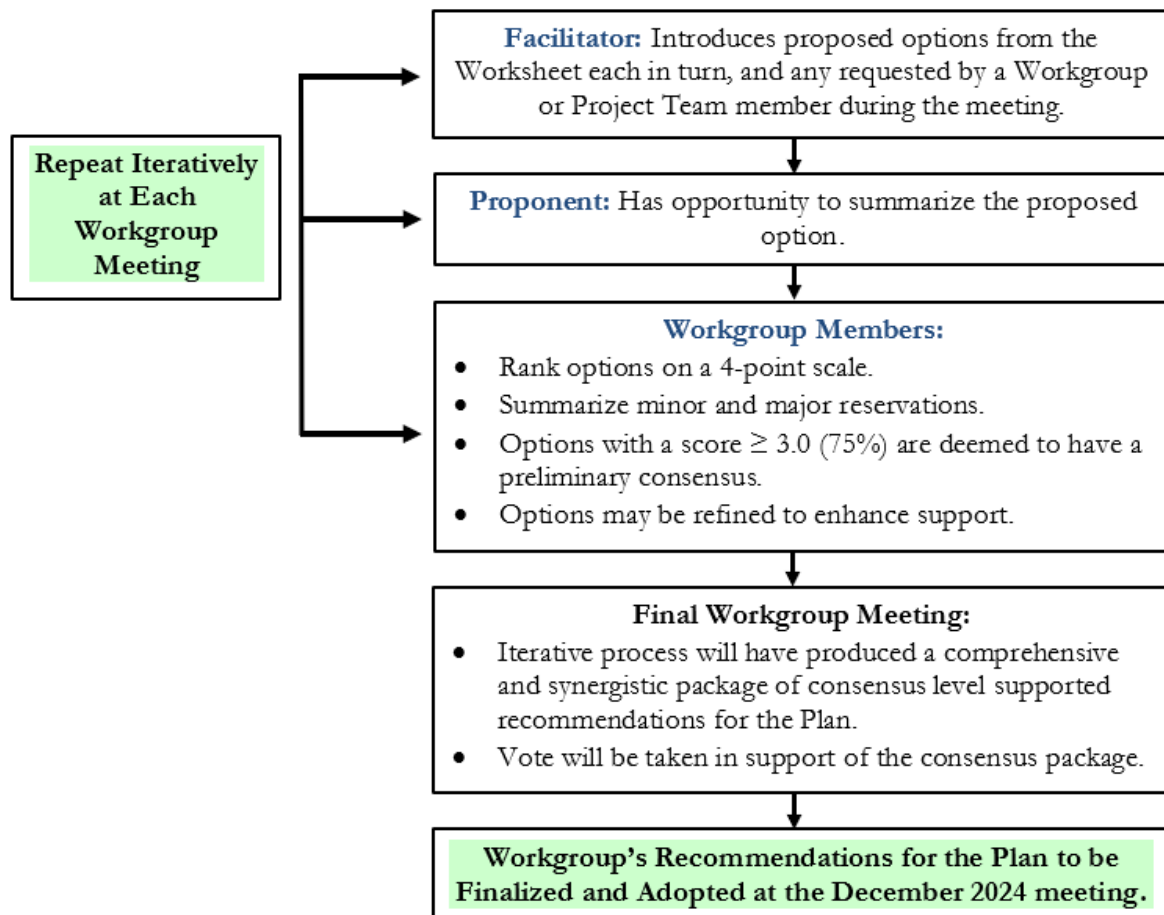 Facilitator: Introduces proposed options from the
Worksheet each in turn, and any requested by a Workgroup
or Project Team member during the meeting.
Repeat Iteratively
at Each
Workgroup
Meeting
Proponent: Has opportunity to summarize the proposed
option.
Workgroup Members:
• Rank options on a 4-point scale.
• Summarize minor and major reservations.
• Options with a score ≥ 3.0 (75%) are deemed to have a
preliminary consensus.
• Options may be refined to enhance support.
Final Workgroup Meeting:
• Iterative process will have produced a comprehensive
and synergistic package of consensus level supported
recommendations for the Plan.
• Vote will be taken in support of the consensus package.
Workgroup’s Recommendations for the Plan to be
Finalized and Adopted at the December 2024 meeting.